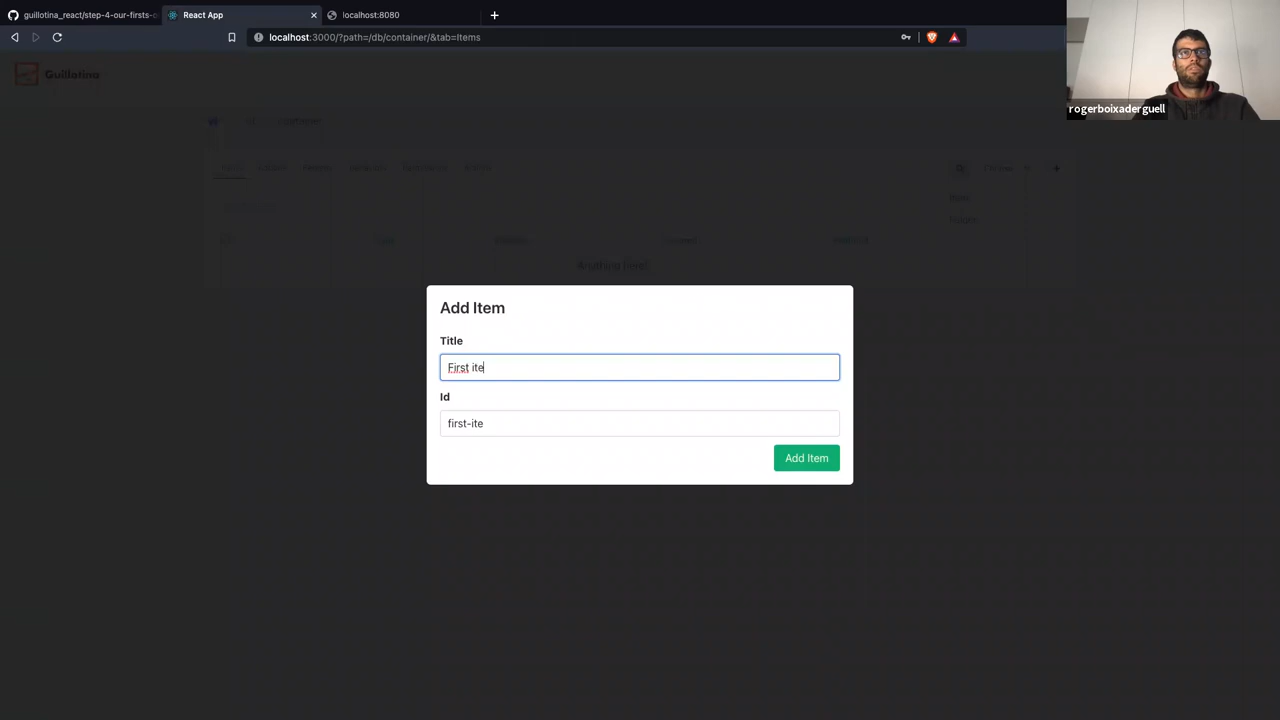 guillotina_react/step-4-our-firsts-
React App
localhost:8080
localhost:3000/?path=/db/container/&tab=Items
rogerboixaderguell
Guillotina
Add Item
Title
First ite
Id
first-ite
Add Item